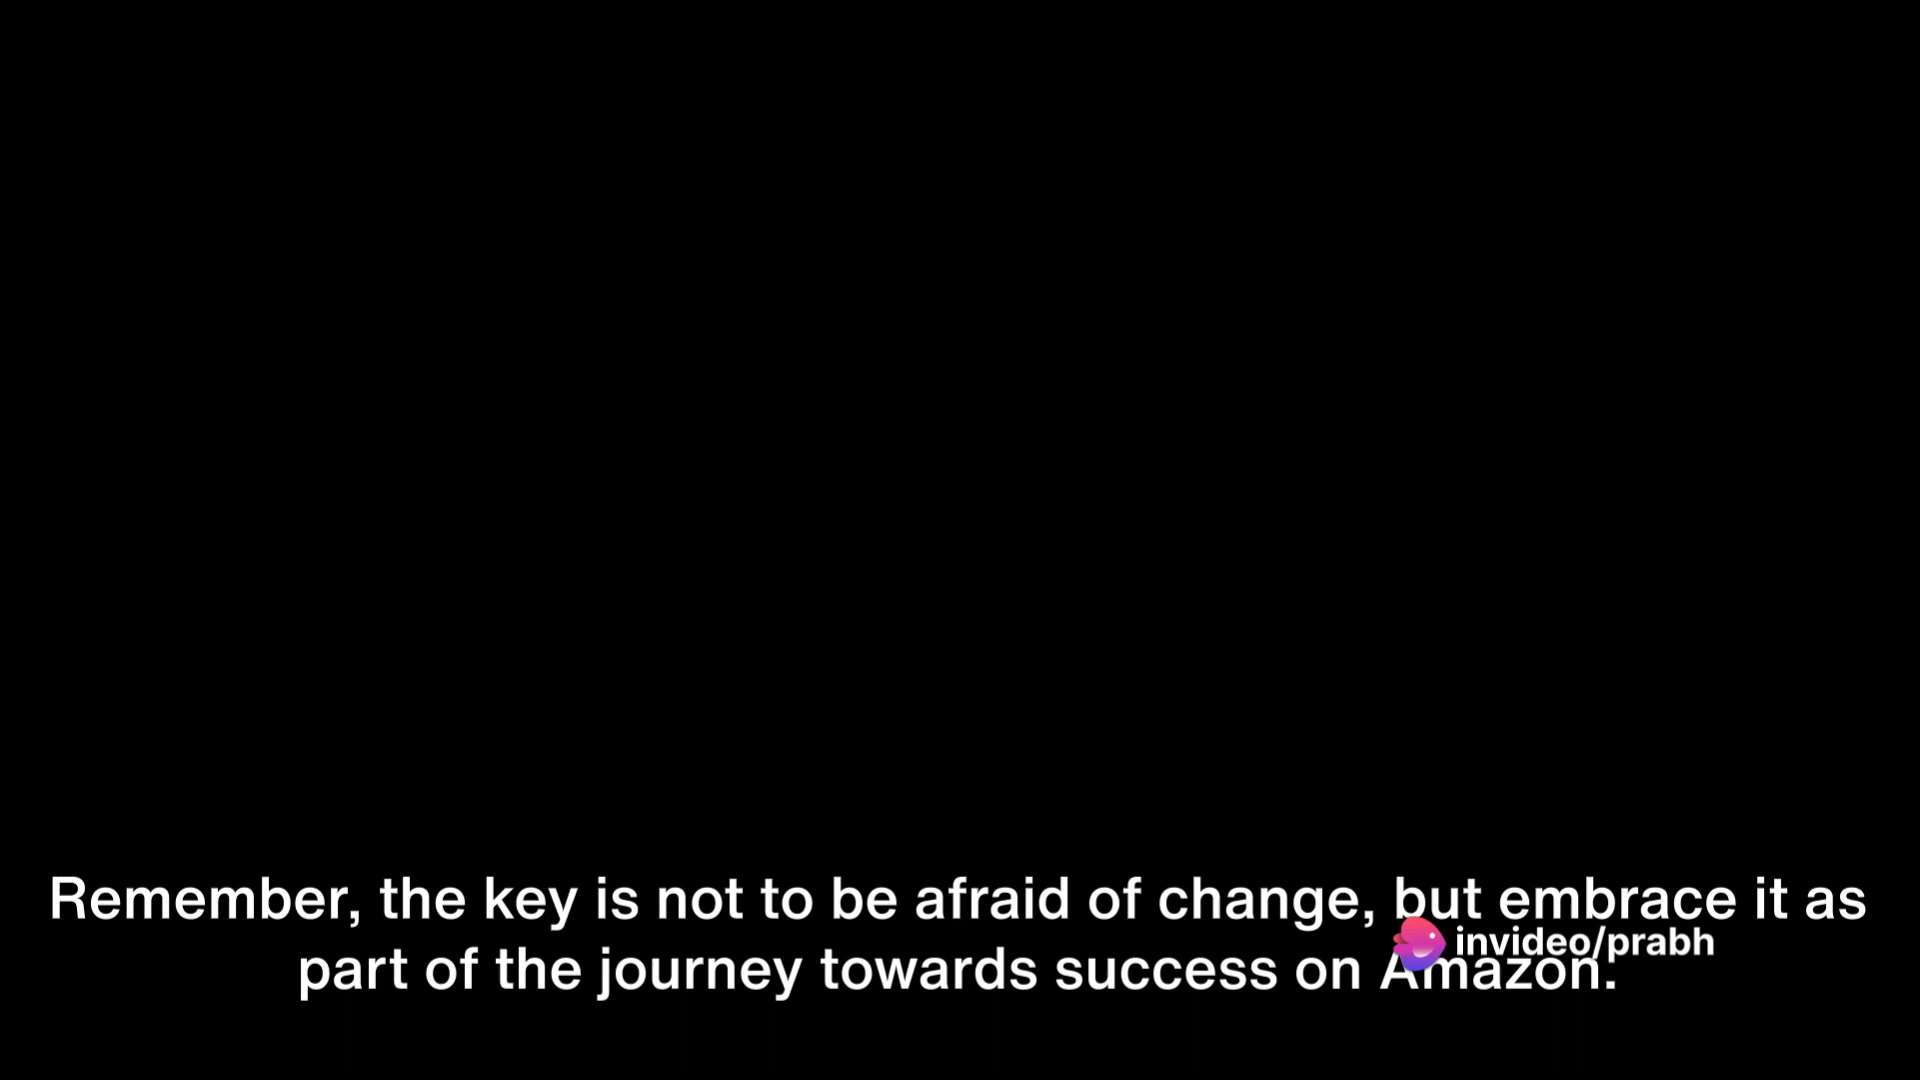 Remember, the key is not to be afraid of change, but embrace it as
invideo/prabh
part of the journey towards success on Amazon.